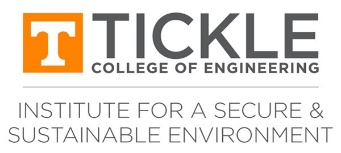 T TICKLE
COLLEGE OF ENGINEERING
INSTITUTE FOR A SECURE &
SUSTAINABLE ENVIRONMENT